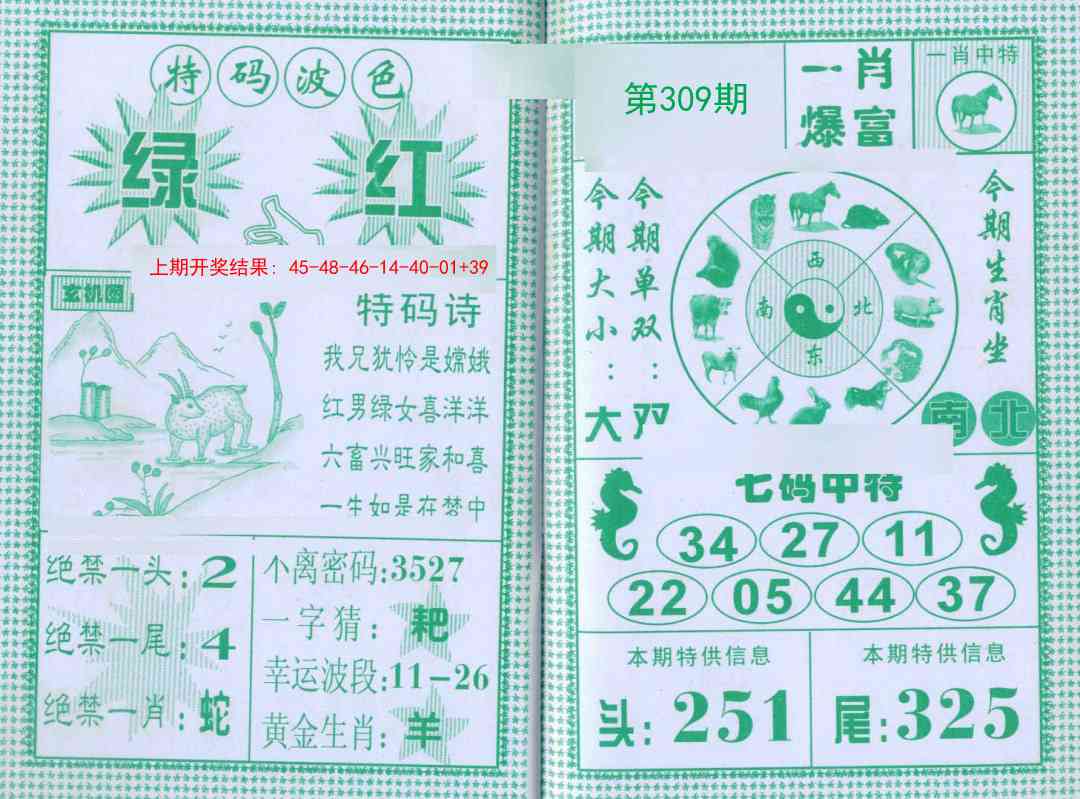 特码波色
绿 红
上期开奖结果: 45-48-46-14-40-01+39
玄机图
特码诗
我兄犹怜是嫦娥
红男绿女喜洋洋
六畜兴旺家和喜
一生如是在梦中
绝禁一头:2
绝禁一尾:4
绝禁一肖:蛇
不离密码:3527
一字猜:耙
幸运波段:11-26
黄金生肖:羊
第309期
一肖
爆富
一肖中特
今期大小:大
今期单双:双
西
南 北
东
今期生肖坐
南北
七码中特
34 27 11
22 05 44 37
本期特供信息
头:251
本期特供信息
尾:325